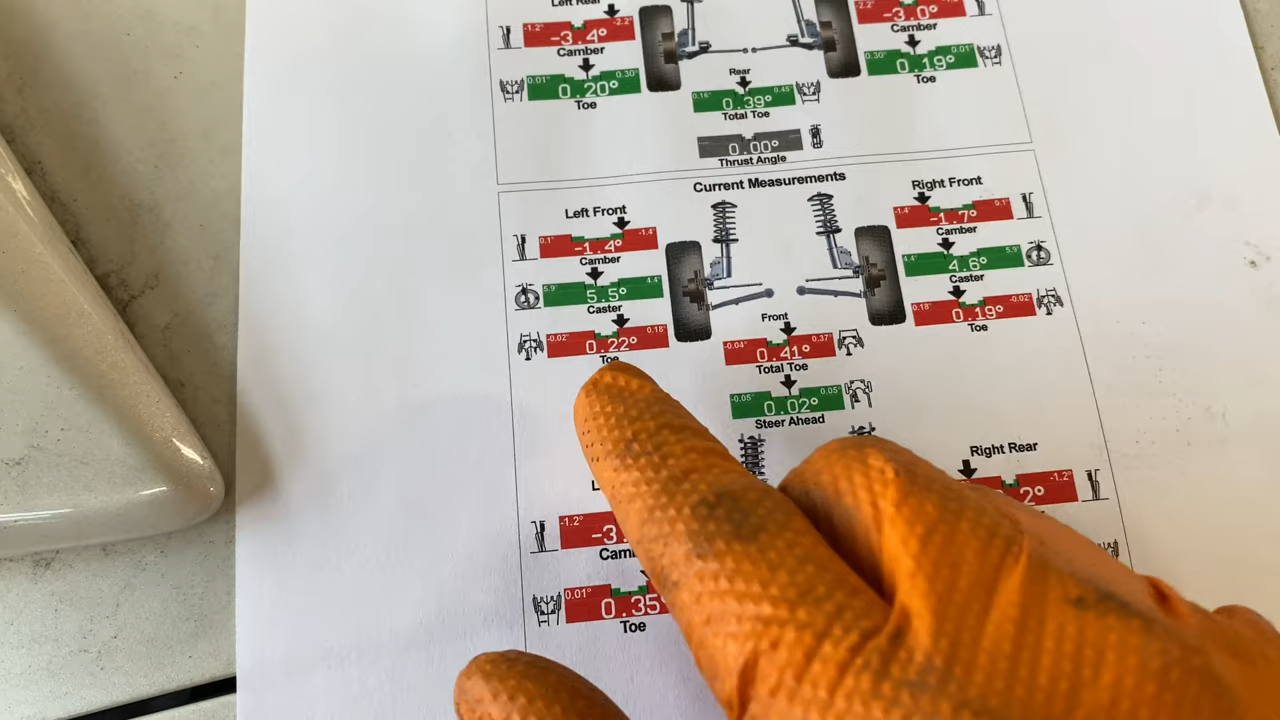 Left Rear
-1.2° -2.2°
-3.4°
Camber
0.01° 0.30°
0.20°
Toe
Rear
0.16° 0.45°
0.39°
Total Toe
0.00°
Thrust Angle
-2.2°
-3.0°
Camber
0.30° 0.01°
0.19°
Toe
Current Measurements
Left Front
0.1° -1.4°
-1.4°
Camber
5.9° 4.4°
5.5°
Caster
-0.02° 0.18°
0.22°
Toe
Front
-0.04° 0.37°
0.41°
Total Toe
-0.05° 0.05°
0.02°
Steer Ahead
Right Front
-1.4° 0.1°
-1.7°
Camber
4.4° 5.9°
4.6°
Caster
0.18° -0.02°
0.19°
Toe
L
-1.2°
-3.
Cam
0.01°
0.35°
Toe
Right Rear
-1.2°
2°